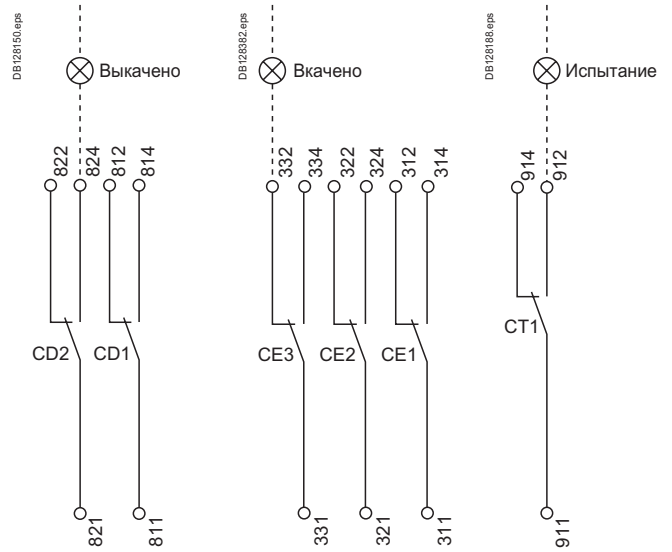 DB128150.eps
Выкачено
822
824
812
814
CD2
CD1
821
811
DB128382.eps
Вкачено
332
334
322
324
312
314
CE3
CE2
CE1
331
321
311
DB128188.eps
Испытание
914
912
CT1
911